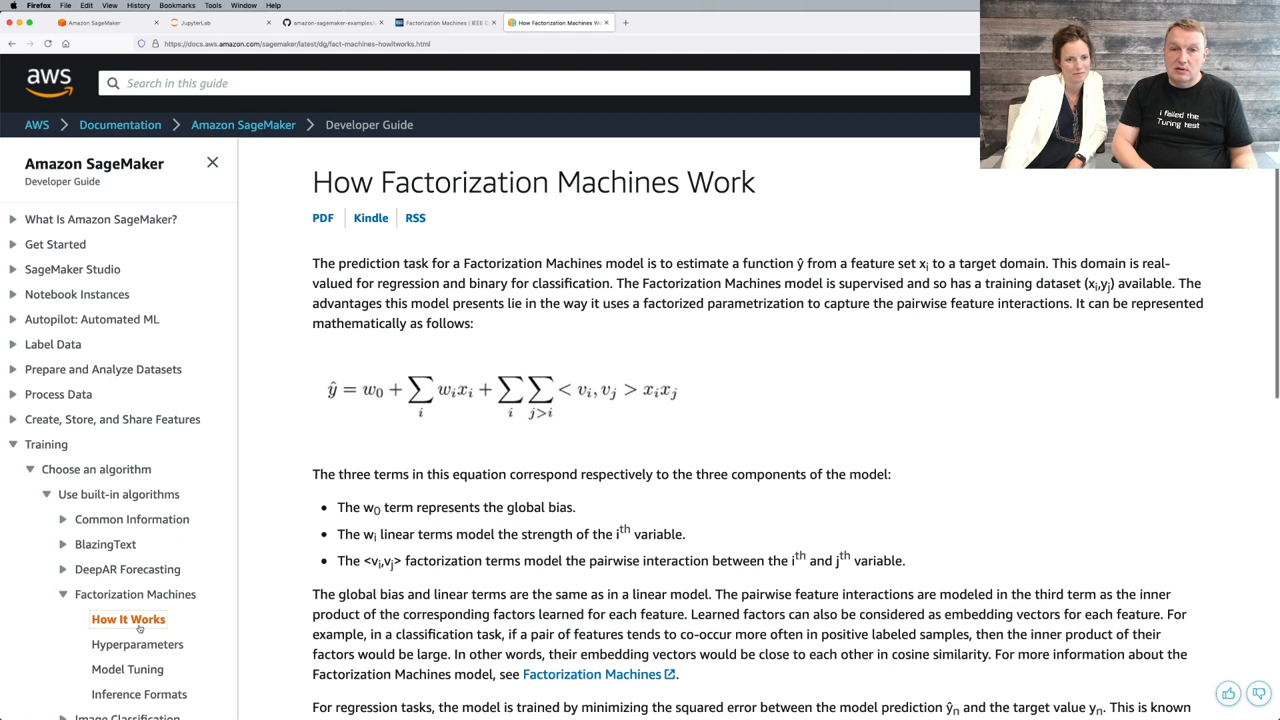 Firefox File Edit View History Bookmarks Tools Window Help
Amazon SageMaker
JupyterLab
amazon-sagemaker-examples/
Factorization Machines | IEEE C
How Factorization Machines Wo
https://docs.aws.amazon.com/sagemaker/latest/dg/fact-machines-howitworks.html
aws
Search in this guide
AWS > Documentation > Amazon SageMaker > Developer Guide
Amazon SageMaker
Developer Guide
What Is Amazon SageMaker?
Get Started
SageMaker Studio
Notebook Instances
Autopilot: Automated ML
Label Data
Prepare and Analyze Datasets
Process Data
Create, Store, and Share Features
Training
Choose an algorithm
Use built-in algorithms
Common Information
BlazingText
DeepAR Forecasting
Factorization Machines
How It Works
Hyperparameters
Model Tuning
Inference Formats
Image Classification
How Factorization Machines Work
PDF Kindle RSS
The prediction task for a Factorization Machines model is to estimate a function ŷ from a feature set xi to a target domain. This domain is real-
valued for regression and binary for classification. The Factorization Machines model is supervised and so has a training dataset (xi,yj) available. The
advantages this model presents lie in the way it uses a factorized parametrization to capture the pairwise feature interactions. It can be represented
mathematically as follows:
ŷ = w0 + ∑i wixi + ∑i ∑j>i < vi, vj > xixj
The three terms in this equation correspond respectively to the three components of the model:
• The w0 term represents the global bias.
• The wi linear terms model the strength of the ith variable.
• The <vi,vj> factorization terms model the pairwise interaction between the ith and jth variable.
The global bias and linear terms are the same as in a linear model. The pairwise feature interactions are modeled in the third term as the inner
product of the corresponding factors learned for each feature. Learned factors can also be considered as embedding vectors for each feature. For
example, in a classification task, if a pair of features tends to co-occur more often in positive labeled samples, then the inner product of their
factors would be large. In other words, their embedding vectors would be close to each other in cosine similarity. For more information about the
Factorization Machines model, see Factorization Machines.
For regression tasks, the model is trained by minimizing the squared error between the model prediction ŷn and the target value yn. This is known
i failed the
Turing test